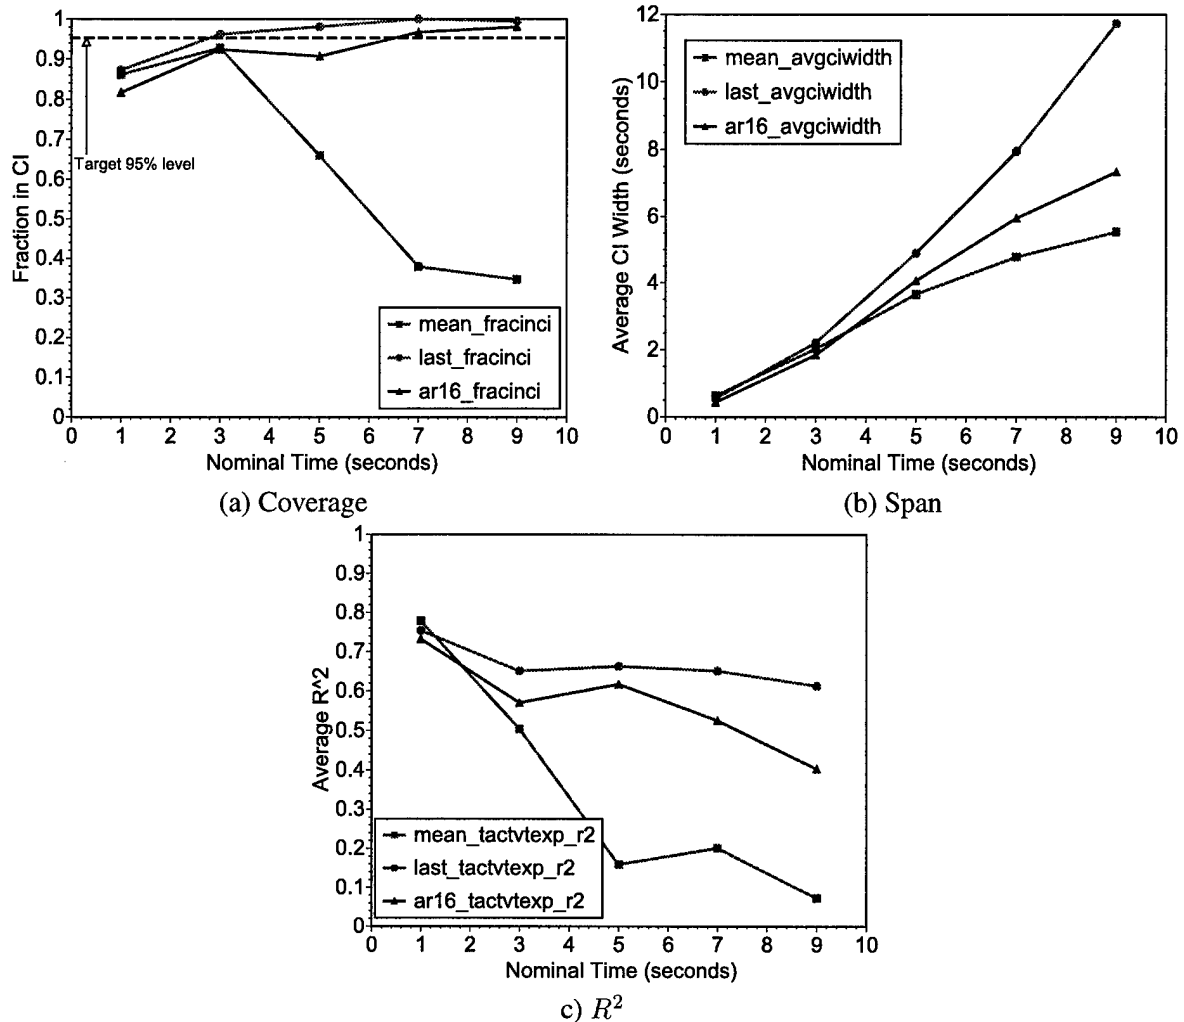 1
0.9
0.8
0.7
0.6
0.5
0.4
0.3
0.2
0.1
0
Fraction in CI
Target 95% level
mean_fracinci
last_fracinci
ar16_fracinci
0 1 2 3 4 5 6 7 8 9 10
Nominal Time (seconds)
(a) Coverage
12
10
8
6
4
2
0
Average CI Width (seconds)
mean_avgciwidth
last_avgciwidth
ar16_avgciwidth
0 1 2 3 4 5 6 7 8 9 10
Nominal Time (seconds)
(b) Span
1
0.9
0.8
0.7
0.6
0.5
0.4
0.3
0.2
0.1
0
Average R^2
mean_tactvtexp_r2
last_tactvtexp_r2
ar16_tactvtexp_r2
0 1 2 3 4 5 6 7 8 9 10
Nominal Time (seconds)
c) R²